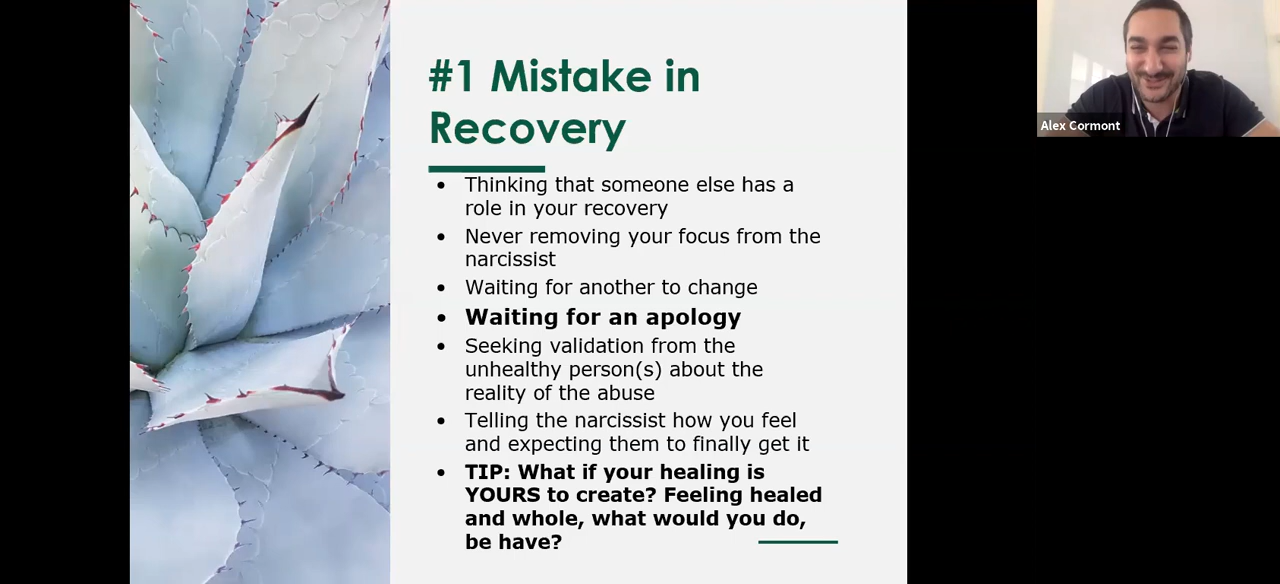 #1 Mistake in
Recovery
• Thinking that someone else has a
role in your recovery
• Never removing your focus from the
narcissist
• Waiting for another to change
• Waiting for an apology
• Seeking validation from the
unhealthy person(s) about the
reality of the abuse
• Telling the narcissist how you feel
and expecting them to finally get it
• TIP: What if your healing is
YOURS to create? Feeling healed
and whole, what would you do,
be have?
Alex Cormont